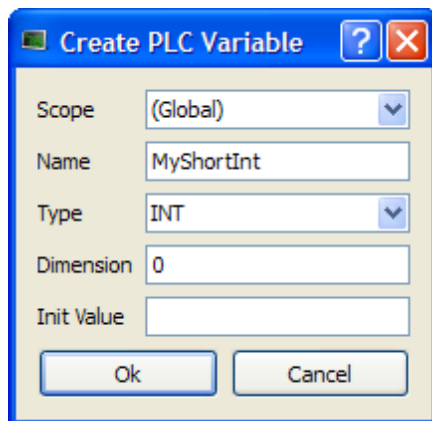 Create PLC Variable ?
Scope (Global)
Name MyShortInt
Type INT
Dimension 0
Init Value
Ok Cancel